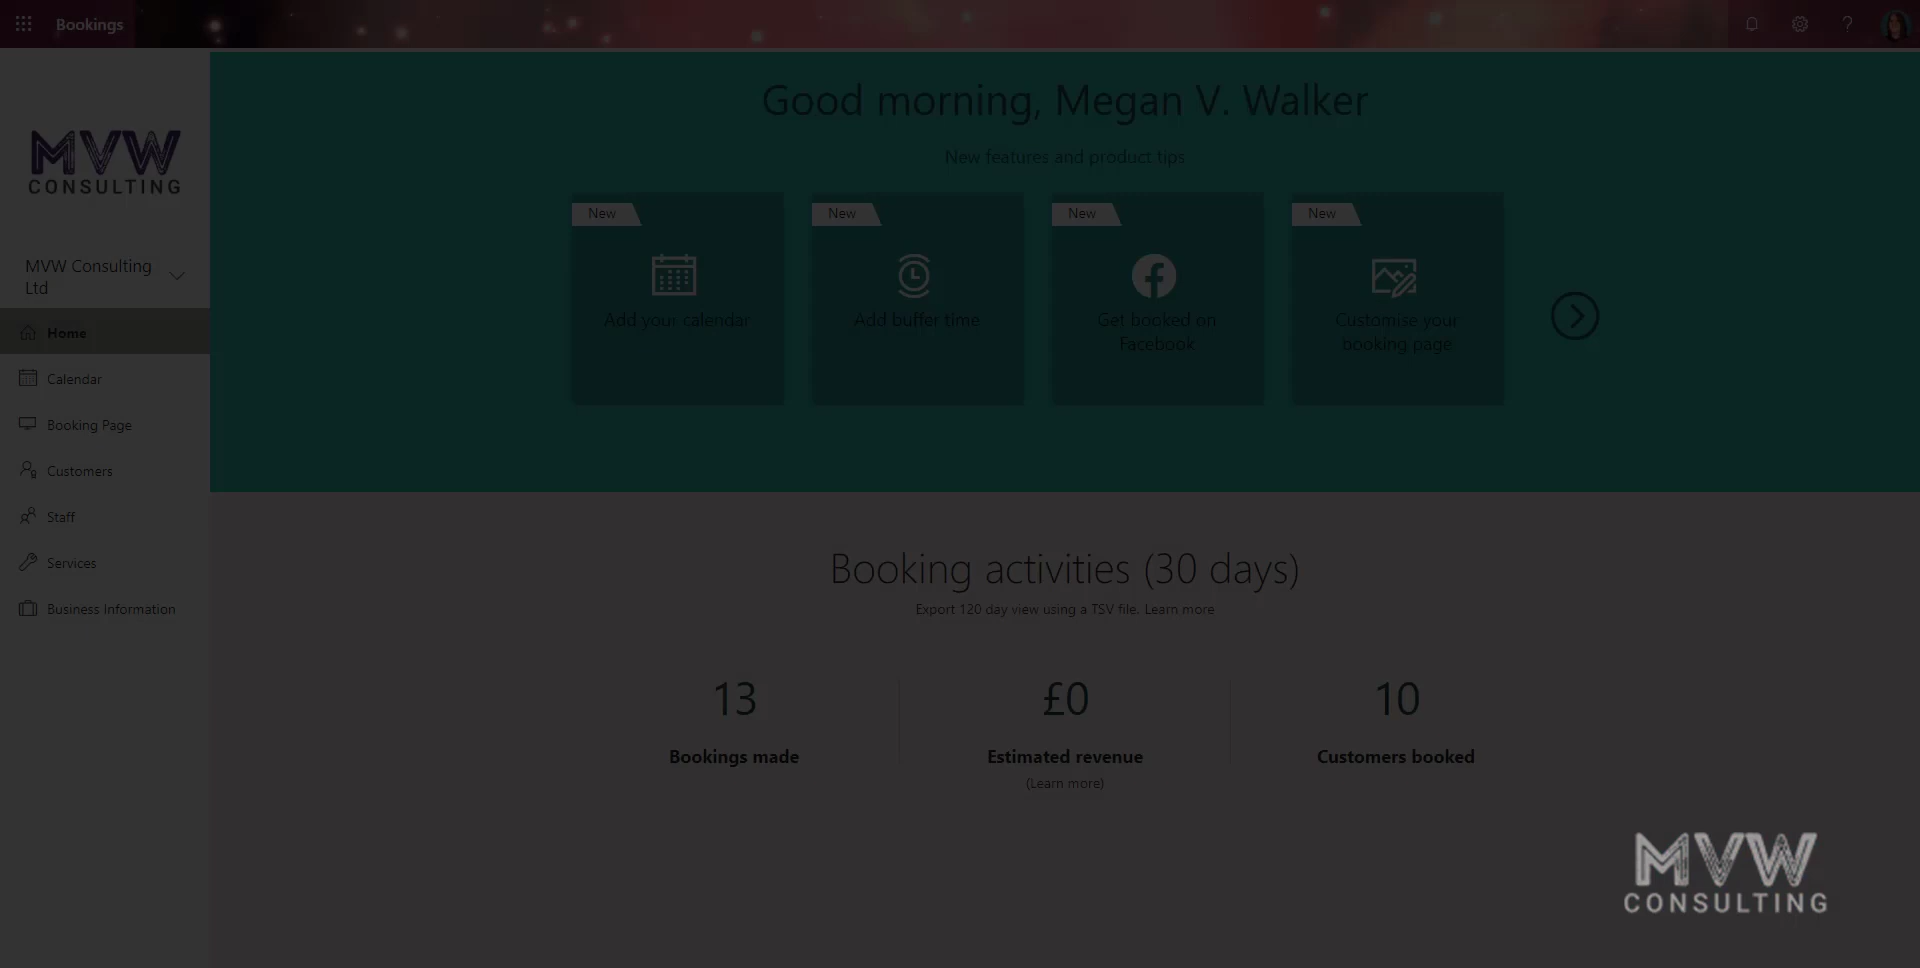 Bookings
?
Good morning, Megan V. Walker
New features and product tips
New
New
New
New
Add your calendar
Add buffer time
Get booked on
Facebook
Customise your
booking page
MVW
CONSULTING
MVW Consulting
Ltd
Home
Calendar
Booking Page
Customers
Staff
Services
Business Information
Booking activities (30 days)
Export 120 day view using a TSV file. Learn more
13
£0
10
Bookings made
Estimated revenue
Customers booked
(Learn more)
MVW
CONSULTING